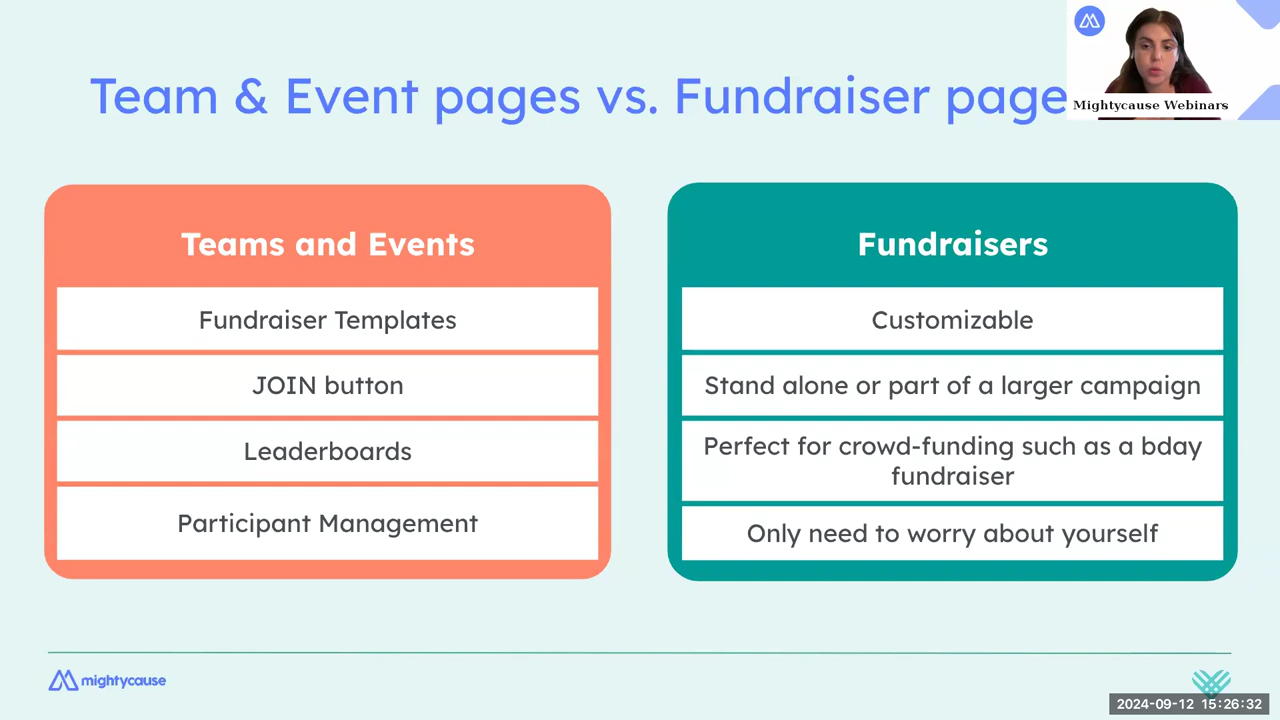 Team & Event pages vs. Fundraiser page
Mightycause Webinars
Teams and Events
Fundraiser Templates
JOIN button
Leaderboards
Participant Management
Fundraisers
Customizable
Stand alone or part of a larger campaign
Perfect for crowd-funding such as a bday
fundraiser
Only need to worry about yourself
mightycause
2024-09-12 15:26:32